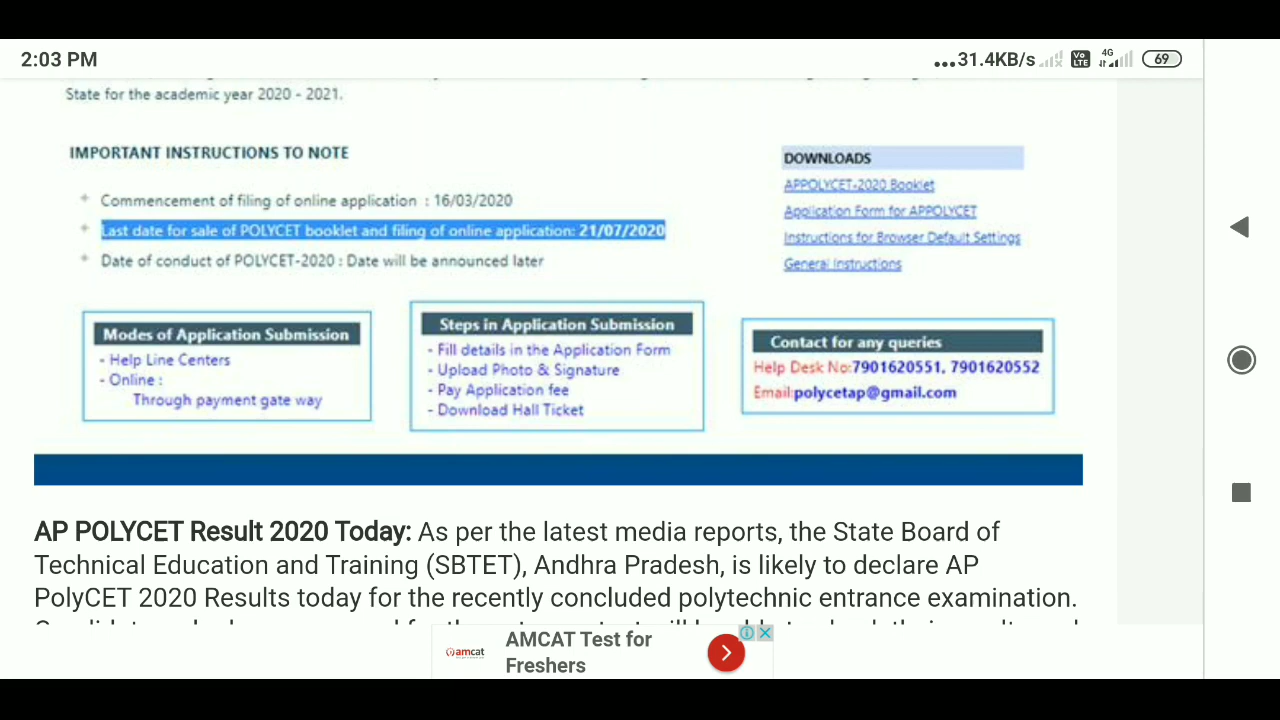 2:03 PM
...31.4KB/s Vo LTE 4G 69
State for the academic year 2020 - 2021.
IMPORTANT INSTRUCTIONS TO NOTE
Commencement of filing of online application : 16/03/2020
Last date for sale of POLYCET booklet and filing of online application: 21/07/2020
Date of conduct of POLYCET-2020 : Date will be announced later
DOWNLOADS
APPOLYCET-2020 Booklet
Application Form for APPOLYCET
Instructions for Browser Default Settings
General Instructions
Modes of Application Submission
- Help Line Centers
- Online :
Through payment gate way
Steps in Application Submission
- Fill details in the Application Form
- Upload Photo & Signature
- Pay Application fee
- Download Hall Ticket
Contact for any queries
Help Desk No:7901620551, 7901620552
Email:polycetap@gmail.com
AP POLYCET Result 2020 Today: As per the latest media reports, the State Board of
Technical Education and Training (SBTET), Andhra Pradesh, is likely to declare AP
PolyCET 2020 Results today for the recently concluded polytechnic entrance examination.
amcat
AMCAT Test for
Freshers